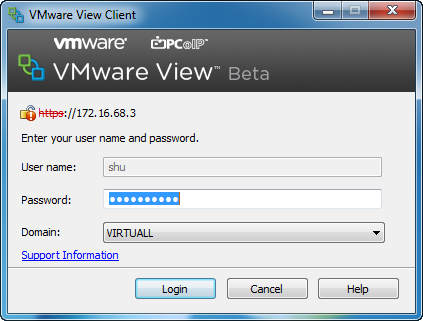 VMware View Client
vmware® PCoIP™
VMware View™ Beta
https://172.16.68.3
Enter your user name and password.
User name: shu
Password: ●●●●●●●●●●
Domain: VIRTUALL
Support Information
Login Cancel Help